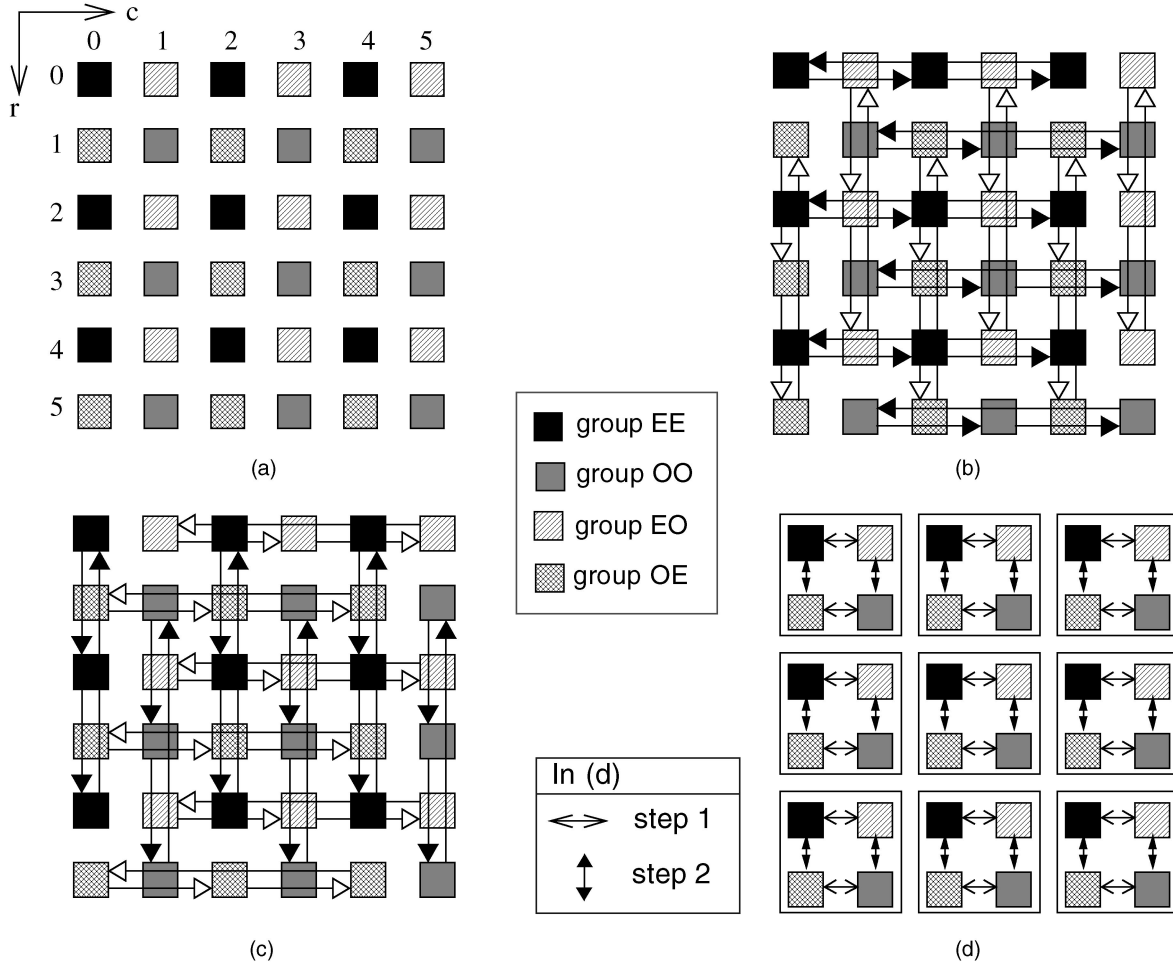 c
0 1 2 3 4 5
r
0
1
2
3
4
5
(a)
(b)
group EE
group OO
group EO
group OE
In (d)
step 1
step 2
(c)
(d)